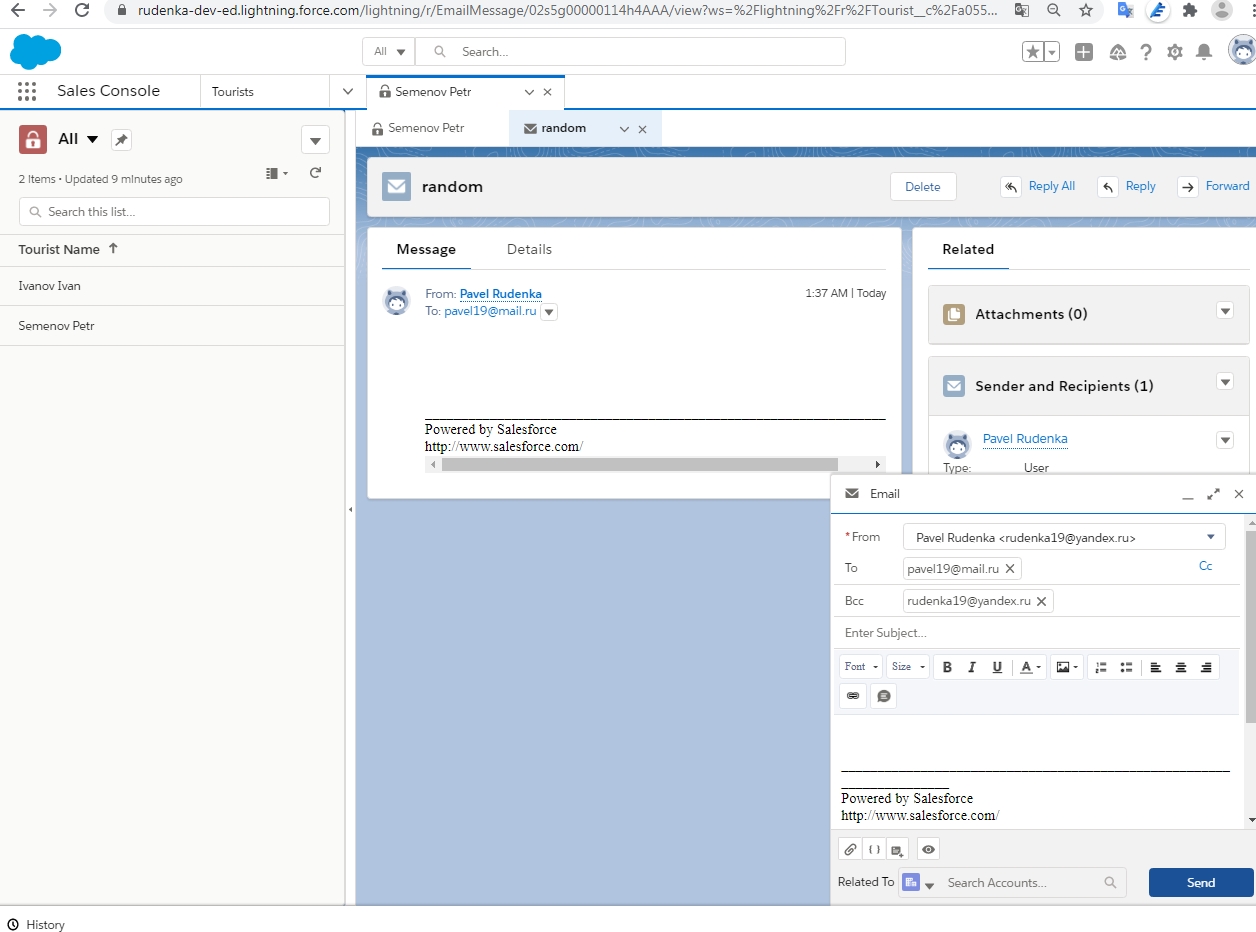 rudenka-dev-ed.lightning.force.com/lightning/r/EmailMessage/02s5g00000114h4AAA/view?ws=%2Flightning%2Fr%2FTourist__c%2Fa055...
All
Search...
Sales Console
Tourists
Semenov Petr
Semenov Petr
random
All
2 Items • Updated 9 minutes ago
Search this list...
Tourist Name
Ivanov Ivan
Semenov Petr
random
Delete
Reply All
Reply
Forward
Message
Details
From: Pavel Rudenka
1:37 AM | Today
To: pavel19@mail.ru
Powered by Salesforce
http://www.salesforce.com/
Related
Attachments (0)
Sender and Recipients (1)
Pavel Rudenka
Type: User
Email
*From Pavel Rudenka <rudenka19@yandex.ru>
To pavel19@mail.ru Cc
Bcc rudenka19@yandex.ru
Enter Subject...
Font Size B I U A
Powered by Salesforce
http://www.salesforce.com/
Related To Search Accounts... Send
History